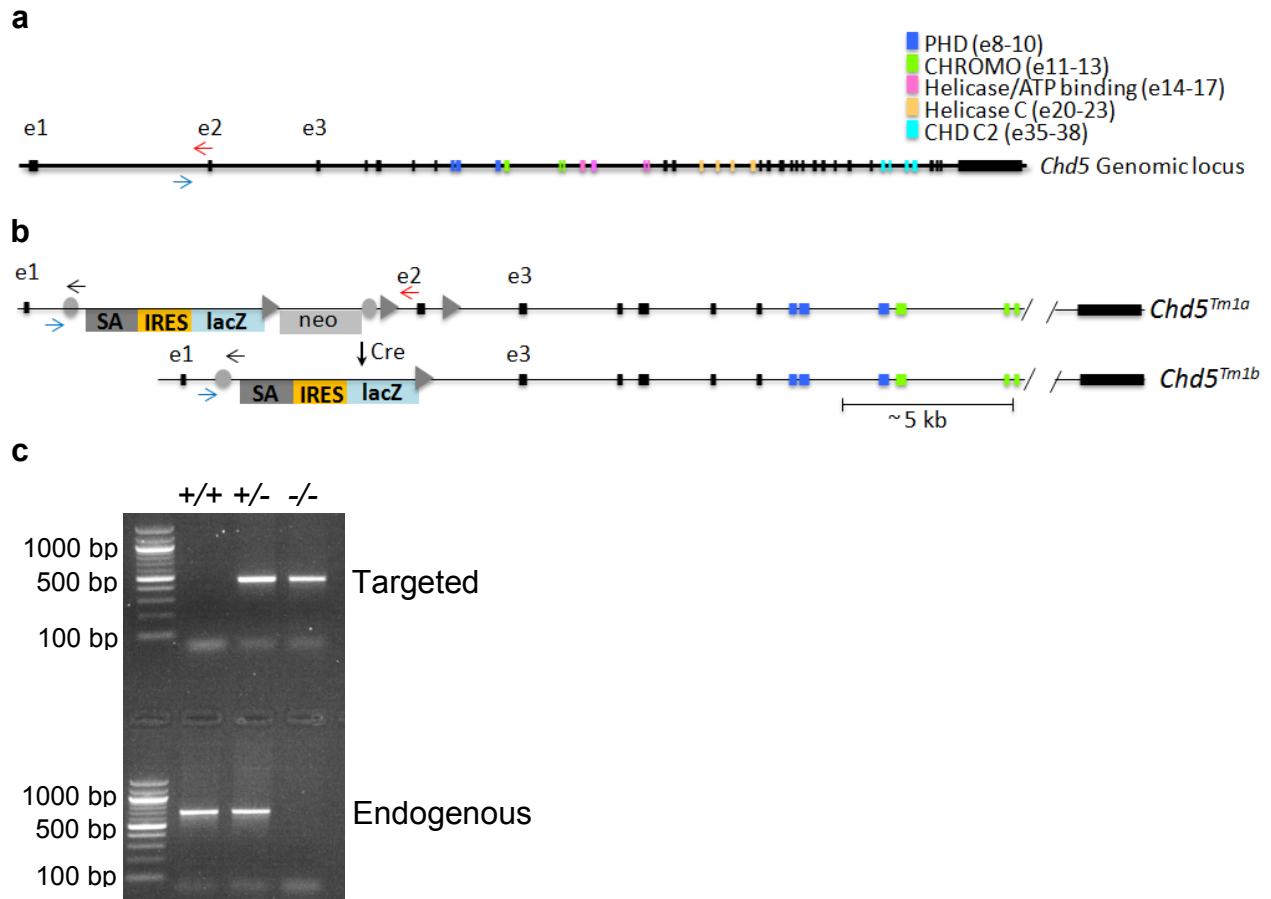 a
PHD (e8-10)
CHROMO (e11-13)
Helicase/ATP binding (e14-17)
Helicase C (e20-23)
CHD C2 (e35-38)
e1 e2 e3
Chd5 Genomic locus
b
e1 e2 e3
SA IRES lacZ neo
Chd5Tm1a
Cre
e1 e3
SA IRES lacZ
Chd5Tm1b
~5 kb
c
+/+ +/- -/-
1000 bp
500 bp
100 bp
Targeted
1000 bp
500 bp
100 bp
Endogenous